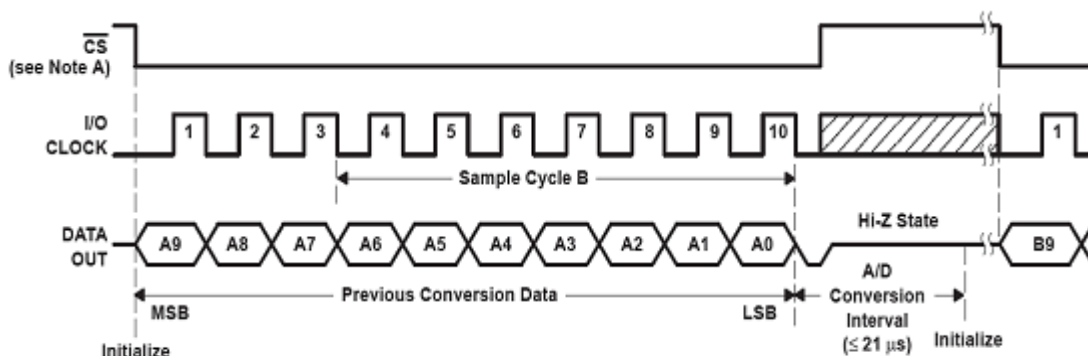 CS
(see Note A)
I/O
CLOCK
1 2 3 4 5 6 7 8 9 10 1
Sample Cycle B
Hi-Z State
DATA
OUT
A9 A8 A7 A6 A5 A4 A3 A2 A1 A0 B9
Previous Conversion Data
MSB
LSB
A/D
Conversion
Interval
(≤ 21 μs)
Initialize
Initialize